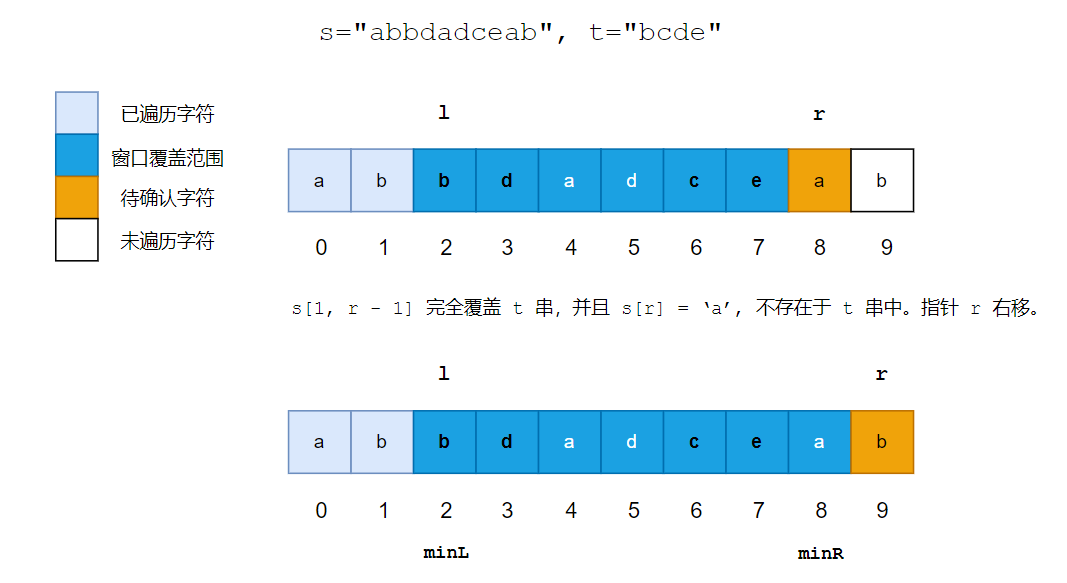 s="abbdadceab", t="bcde"
已遍历字符
窗口覆盖范围
待确认字符
未遍历字符
l r
a b b d a d c e a b
0 1 2 3 4 5 6 7 8 9
s[l, r - 1] 完全覆盖 t 串, 并且 s[r] = ‘a’, 不存在于 t 串中。指针 r 右移。
l r
a b b d a d c e a b
0 1 2 3 4 5 6 7 8 9
minL minR